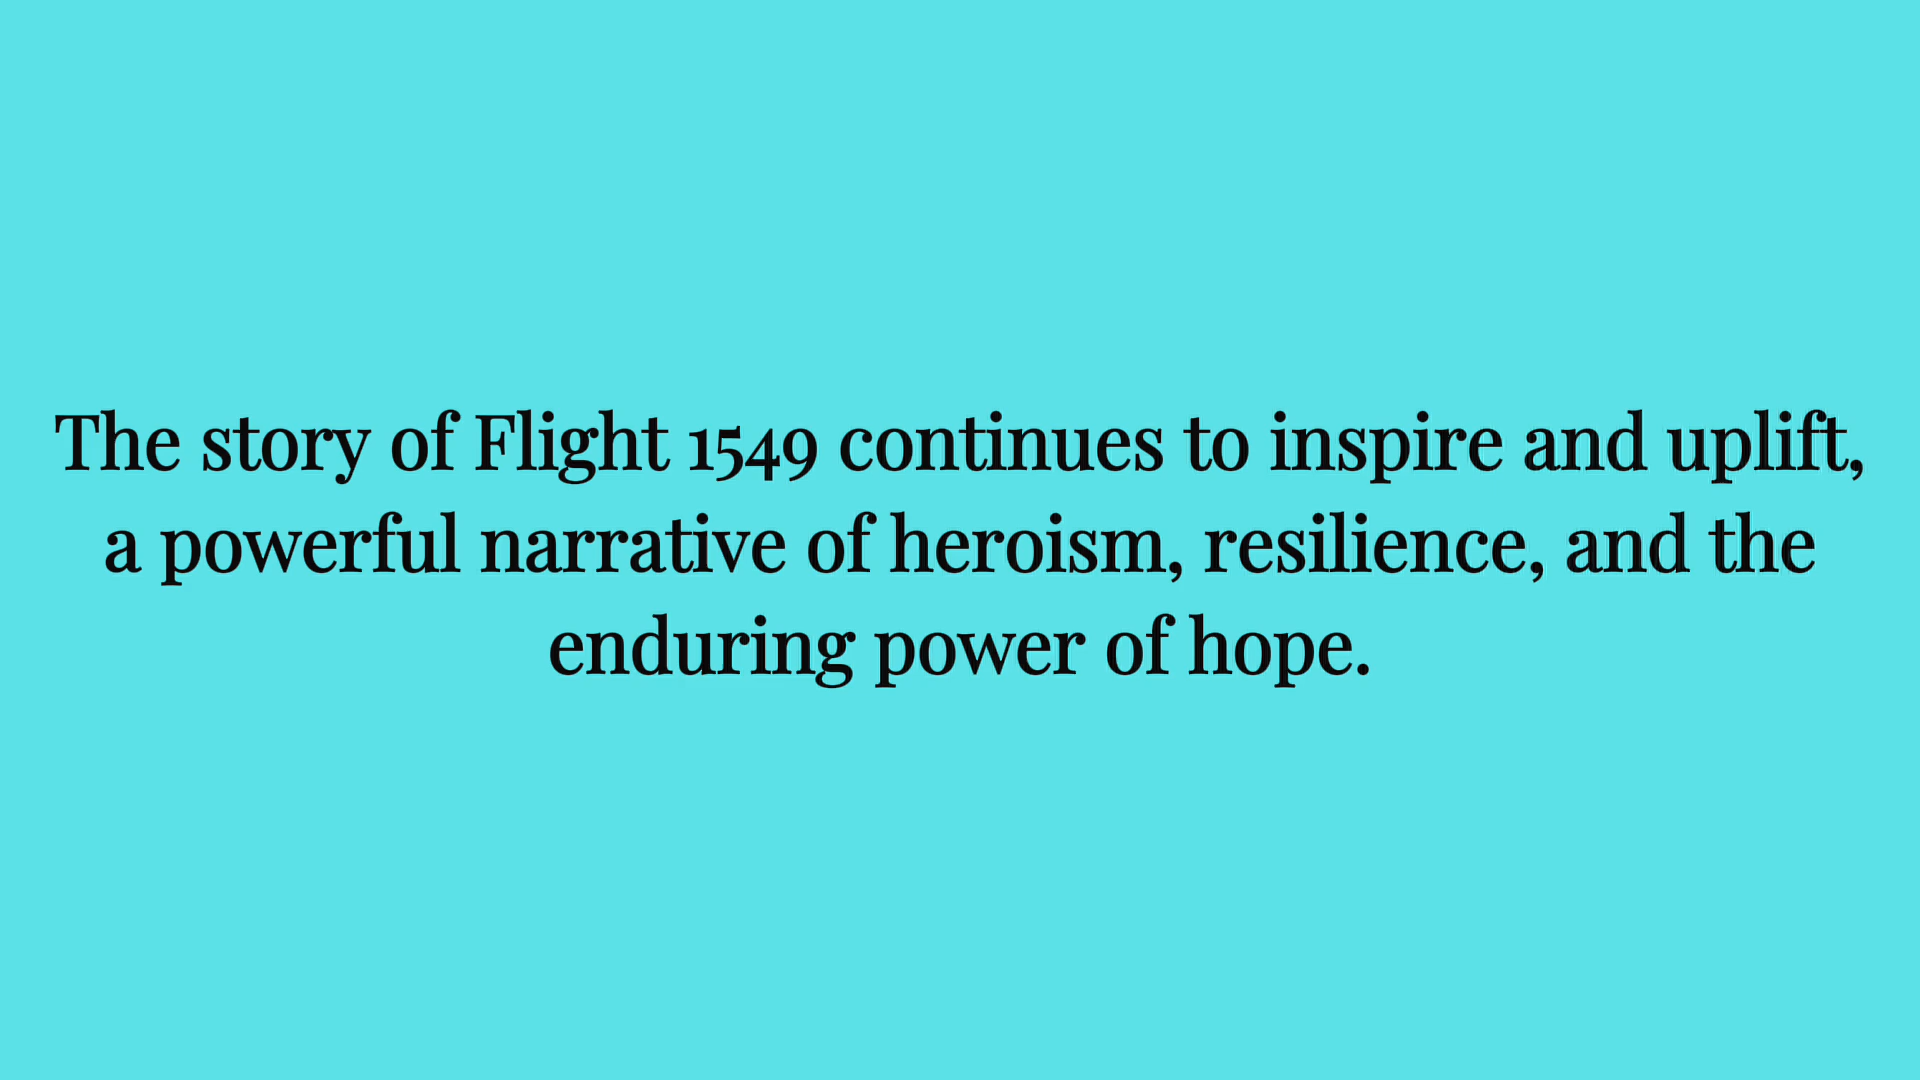 The story of Flight 1549 continues to inspire and uplift,
a powerful narrative of heroism, resilience, and the
enduring power of hope.